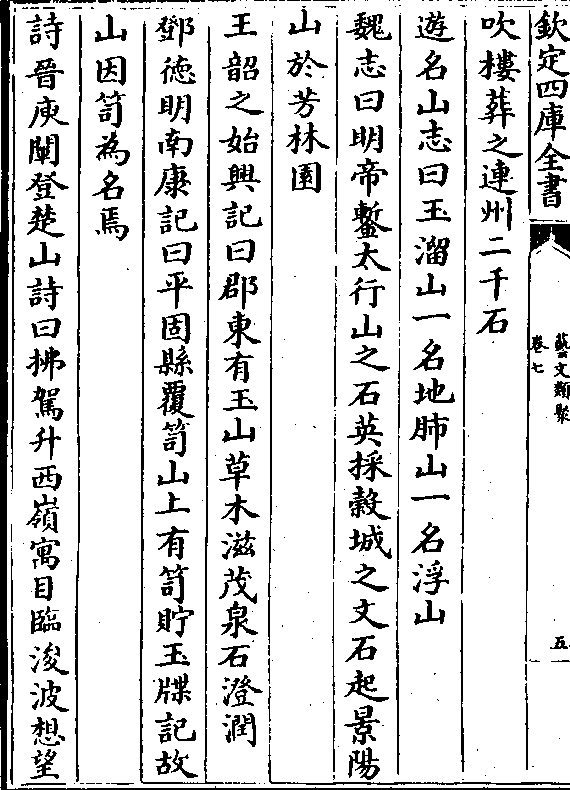 欽定四庫全書
藝文類聚
卷七
五
吹樓葬之連州二千石
遊名山志曰玉溜山一名地肺山一名浮山
魏志曰明帝鑿太行山之石英採榖城之文石起景陽
山於芳林園
王韶之始興記曰郡東有玉山草木滋茂泉石澄潤
鄧徳明南康記曰平固縣覆笥山上有笥貯玉牒記故
山因笥為名焉
詩晉庾闡登楚山詩曰拂駕升西嶺寓目臨浚波想望